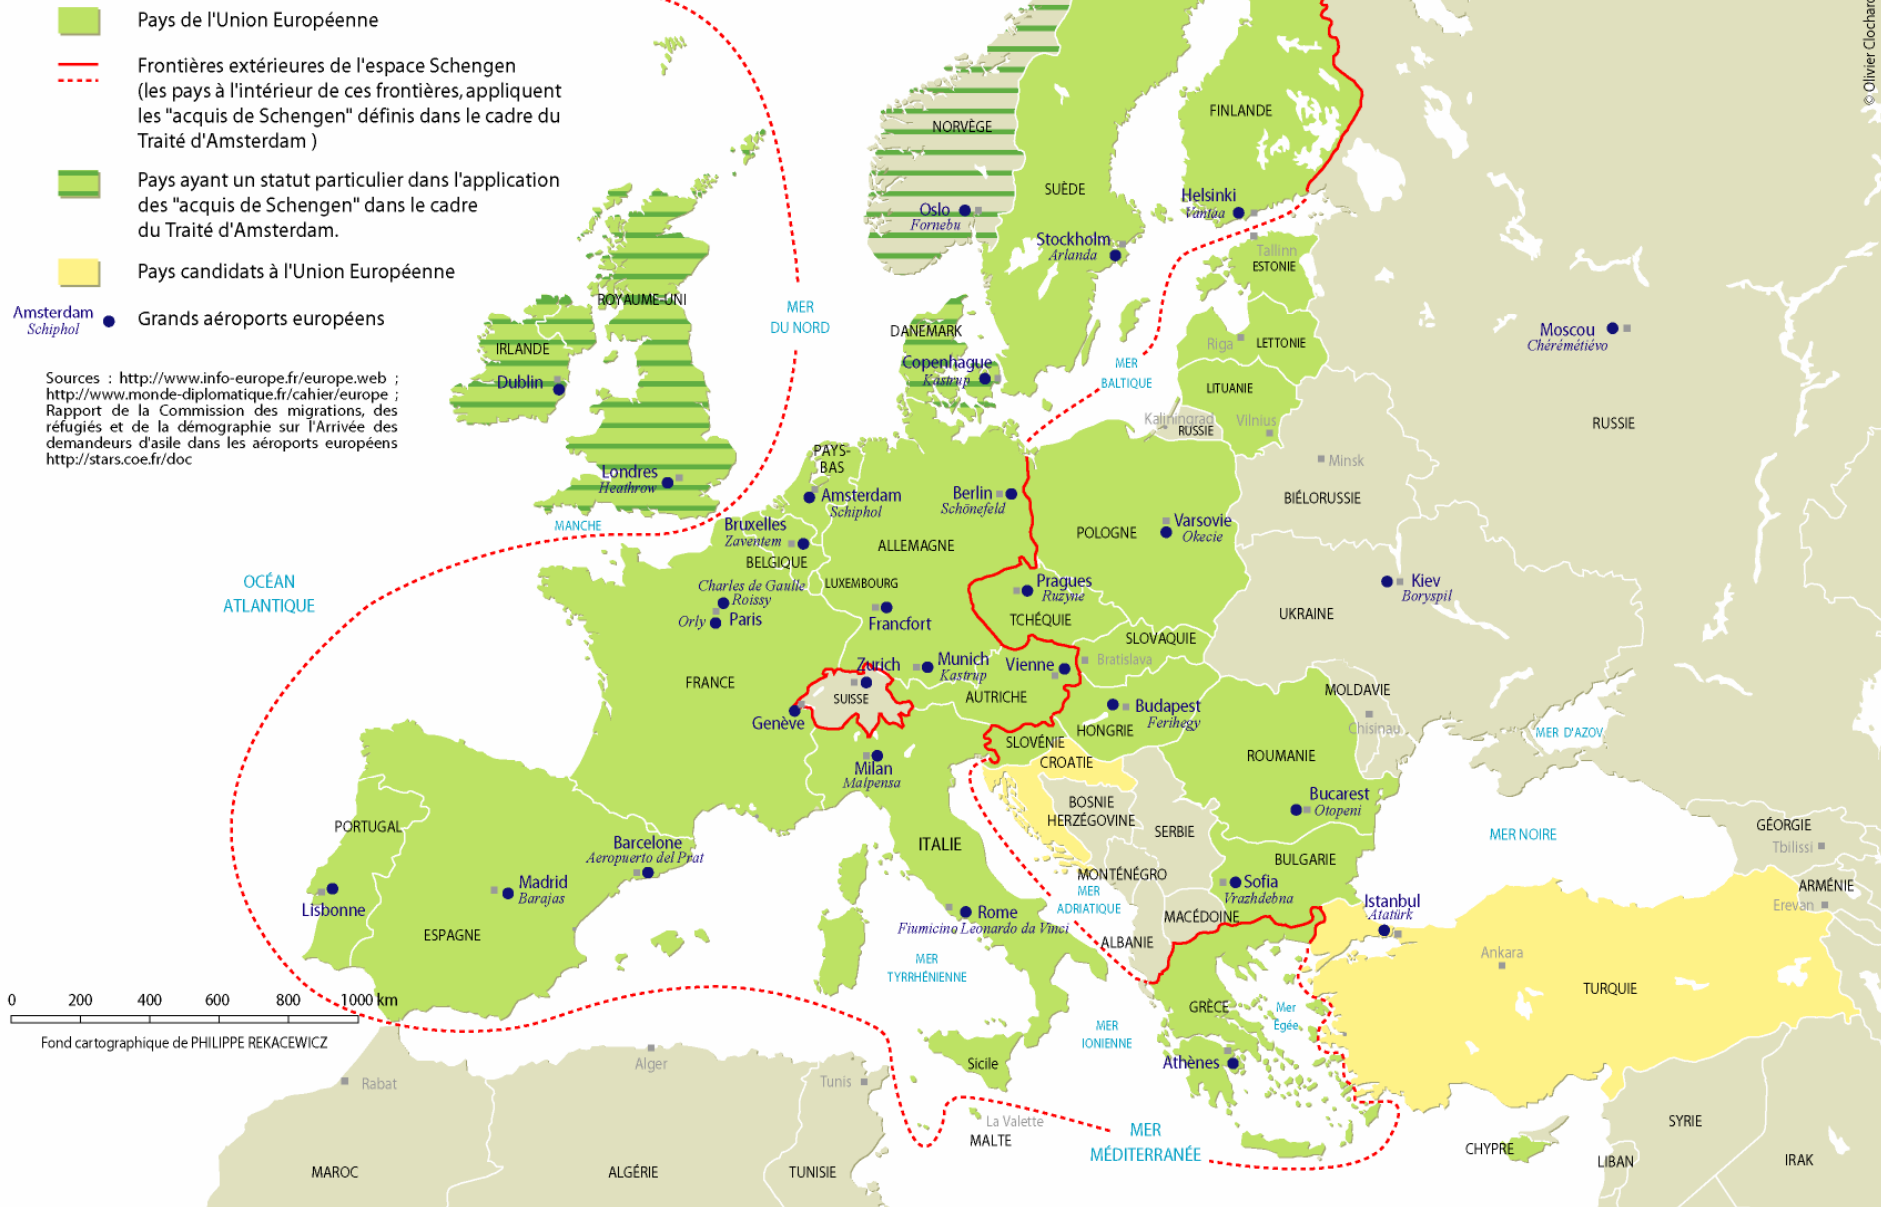 Pays de l'Union Européenne
Frontières extérieures de l'espace Schengen
(les pays à l'intérieur de ces frontières, appliquent
les "acquis de Schengen" définis dans le cadre du
Traité d'Amsterdam )
Pays ayant un statut particulier dans l'application
des "acquis de Schengen" dans le cadre
du Traité d'Amsterdam.
Pays candidats à l'Union Européenne
Amsterdam
Schiphol
Grands aéroports européens
Sources : http://www.info-europe.fr/europe.web ;
http://www.monde-diplomatique.fr/cahier/europe ;
Rapport de la Commission des migrations, des
réfugiés et de la démographie sur l'Arrivée des
demandeurs d'asile dans les aéroports européens
http://stars.coe.fr/doc
© Olivier Clochard
NORVÈGE
Oslo
Fornebu
SUÈDE
Stockholm
Arlanda
FINLANDE
Helsinki
Vantaa
Tallinn
ESTONIE
Riga
LETTONIE
LITUANIE
Vilnius
Kaliningrad
RUSSIE
Moscou
Chérémétiévo
RUSSIE
Minsk
BIÉLORUSSIE
ROYAUME-UNI
IRLANDE
Dublin
Londres
Heathrow
MANCHE
MER
DU NORD
DANEMARK
Copenhague
Kastrup
MER
BALTIQUE
PAYS-
BAS
Amsterdam
Schiphol
Bruxelles
Zaventem
BELGIQUE
LUXEMBOURG
Berlin
Schönefeld
ALLEMAGNE
Francfort
Munich
Kastrup
POLOGNE
Varsovie
Okecie
Pragues
Ruzyne
TCHÉQUIE
SLOVAQUIE
Bratislava
Vienne
AUTRICHE
Kiev
Boryspil
UKRAINE
OCÉAN
ATLANTIQUE
Charles de Gaulle
Roissy
Orly
Paris
FRANCE
Zurich
SUISSE
Genève
Milan
Malpensa
Budapest
Ferihegy
HONGRIE
SLOVÉNIE
CROATIE
BOSNIE
HERZÉGOVINE
SERBIE
MONTÉNÉGRO
MACÉDOINE
ALBANIE
MOLDAVIE
Chisinau
ROUMANIE
Bucarest
Otopeni
BULGARIE
Sofia
Vrazhdebna
MER D'AZOV
MER NOIRE
GÉORGIE
Tbilissi
ARMÉNIE
Erevan
PORTUGAL
Lisbonne
Madrid
Barajas
ESPAGNE
Barcelone
Aeropuerto del Prat
ITALIE
Rome
Fiumicino Leonardo da Vinci
MER
ADRIATIQUE
MER
TYRRHÉNIENNE
MER
IONIENNE
Sicile
GRÈCE
Athènes
Mer
Egée
Istanbul
Atatürk
Ankara
TURQUIE
La Valette
MALTE
MER
MÉDITERRANÉE
CHYPRE
SYRIE
LIBAN
IRAK
0 200 400 600 800 1000 km
Fond cartographique de PHILIPPE REKACEWICZ
Rabat
MAROC
Alger
ALGÉRIE
Tunis
TUNISIE